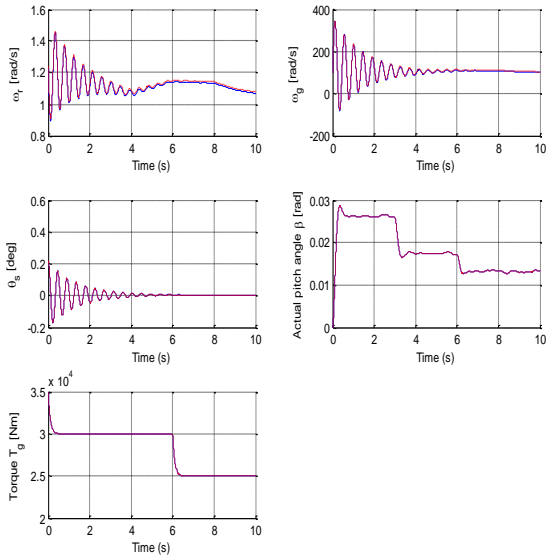 1.6
1.4
1.2
1
0.8
ω_r [rad/s]
0 2 4 6 8 10
Time (s)
400
200
0
-200
ω_g [rad/s]
0 2 4 6 8 10
Time (s)
0.6
0.4
0.2
0
-0.2
θ_s [deg]
0 2 4 6 8 10
Time (s)
0.03
0.02
0.01
0
Actual pitch angle β [rad]
0 2 4 6 8 10
Time (s)
x 10^4
3.5
3
2.5
2
Torque T_g [Nm]
0 2 4 6 8 10
Time (s)